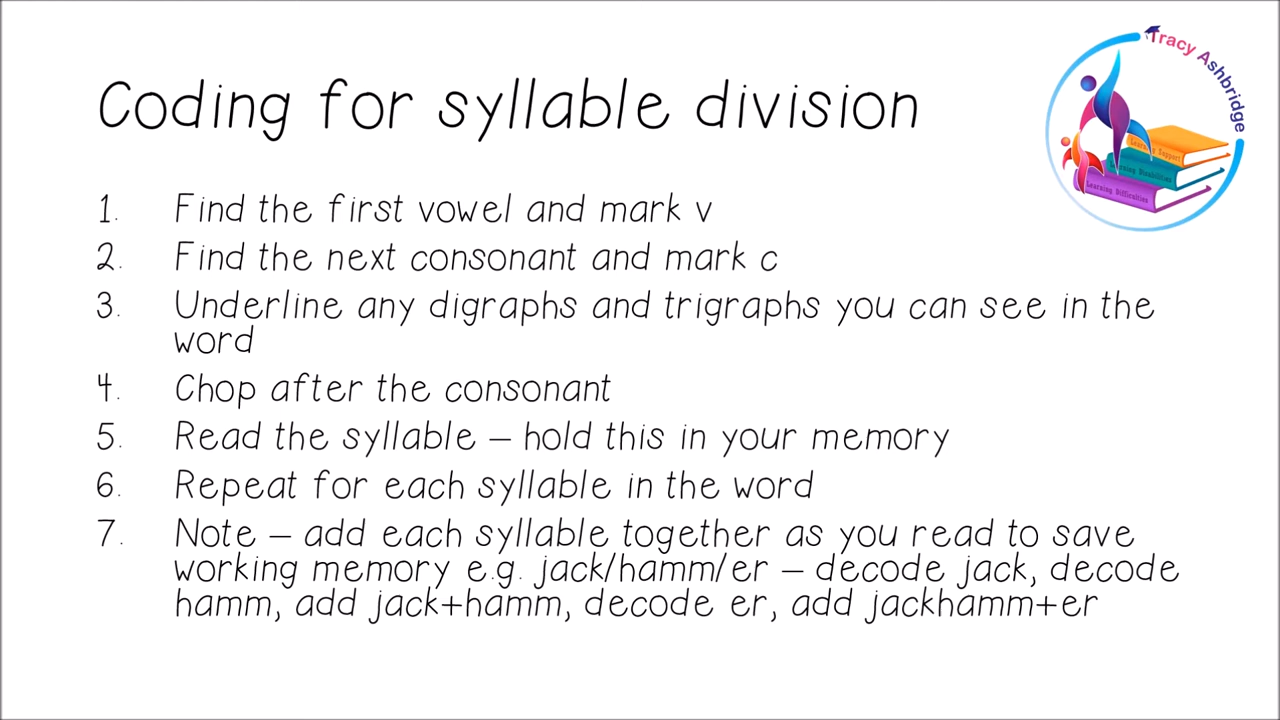 Tracy Ashbridge
Coding for syllable division
Learning Support
Learning Disabilities
Learning Difficulties
1. Find the first vowel and mark v
2. Find the next consonant and mark c
3. Underline any digraphs and trigraphs you can see in the
word
4. Chop after the consonant
5. Read the syllable – hold this in your memory
6. Repeat for each syllable in the word
7. Note – add each syllable together as you read to save
working memory e.g. jack/hamm/er – decode jack, decode
hamm, add jack+hamm, decode er, add jackhamm+er